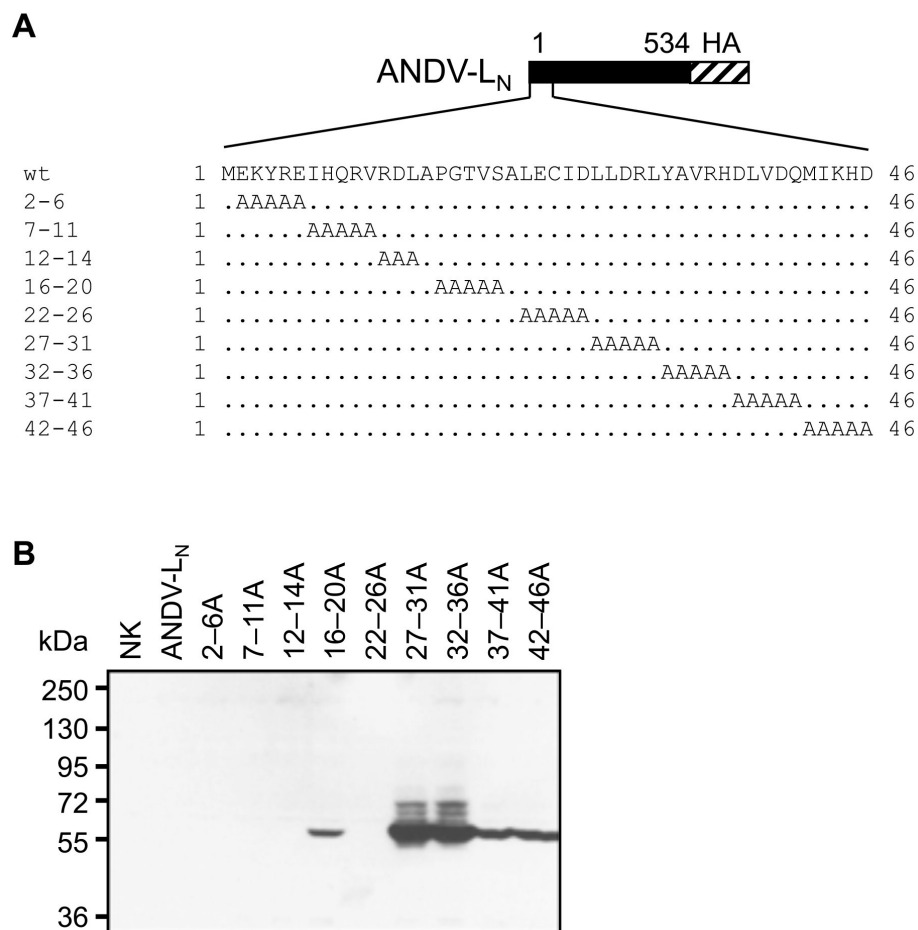 A
1 534 HA
ANDV-L_N
wt 1 MEKYREIHQRVRDLAPGTVSALECIDLLDRLYAVRHDLVDQMIKHD 46
2-6 1 .AAAAA........................................ 46
7-11 1 ......AAAAA................................... 46
12-14 1 ...........AAA................................ 46
16-20 1 ...............AAAAA.......................... 46
22-26 1 .....................AAAAA.................... 46
27-31 1 ..........................AAAAA............... 46
32-36 1 ...............................AAAAA.......... 46
37-41 1 ....................................AAAAA..... 46
42-46 1 .........................................AAAAA 46
B
kDa NK ANDV-L_N 2–6A 7–11A 12–14A 16–20A 22–26A 27–31A 32–36A 37–41A 42–46A
250
130
95
72
55
36